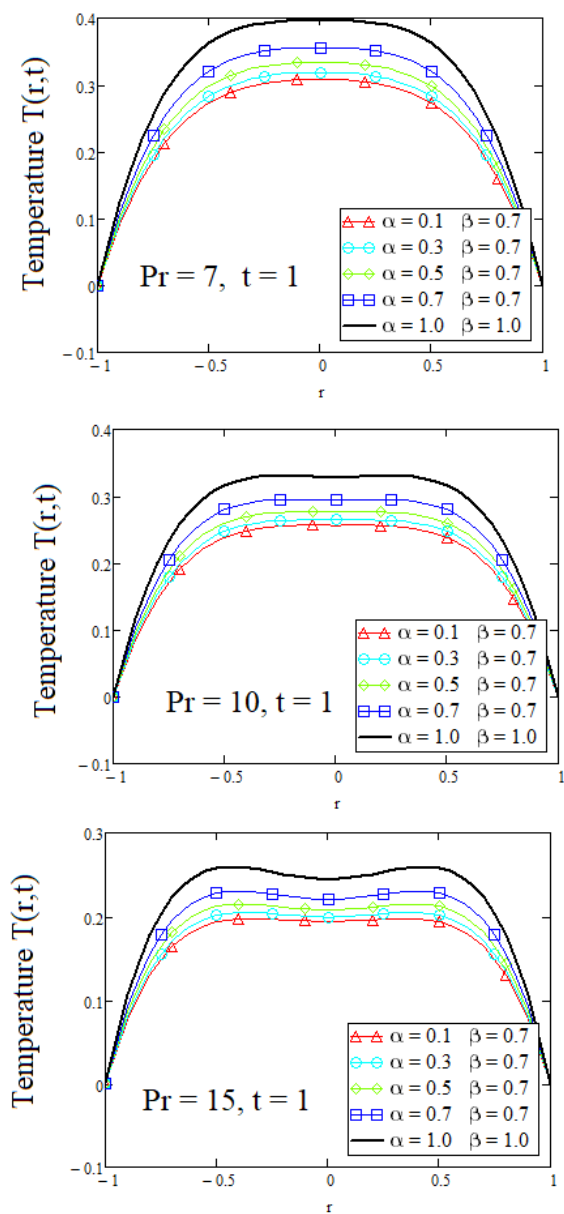 Temperature T(r,t)
0.4
0.3
0.2
0.1
0
− 0.1
− 1
− 0.5
0
0.5
1
r
Pr = 7, t = 1
α = 0.1 β = 0.7
α = 0.3 β = 0.7
α = 0.5 β = 0.7
α = 0.7 β = 0.7
α = 1.0 β = 1.0
Temperature T(r,t)
0.4
0.3
0.2
0.1
0
− 0.1
− 1
− 0.5
0
0.5
1
r
Pr = 10, t = 1
α = 0.1 β = 0.7
α = 0.3 β = 0.7
α = 0.5 β = 0.7
α = 0.7 β = 0.7
α = 1.0 β = 1.0
Temperature T(r,t)
0.3
0.2
0.1
0
− 0.1
− 1
− 0.5
0
0.5
1
r
Pr = 15, t = 1
α = 0.1 β = 0.7
α = 0.3 β = 0.7
α = 0.5 β = 0.7
α = 0.7 β = 0.7
α = 1.0 β = 1.0